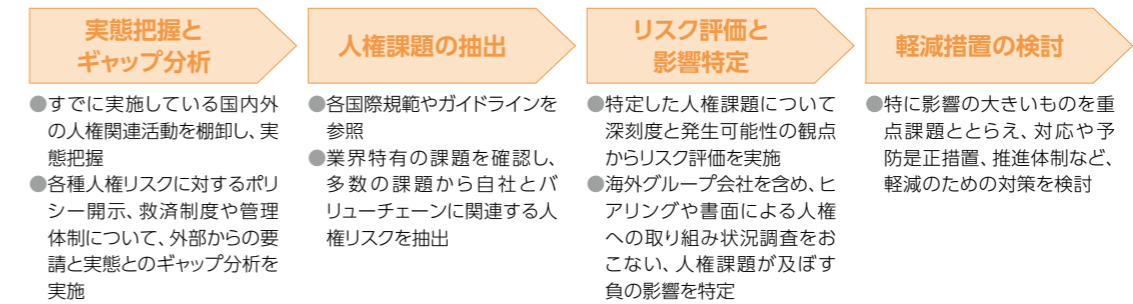 実態把握と
ギャップ分析
●すでに実施している国内外
の人権関連活動を棚卸し、実
態把握
●各種人権リスクに対するポリ
シー開示、救済制度や管理
体制について、外部からの要
請と実態とのギャップ分析を
実施
人権課題の抽出
●各国際規範やガイドラインを
参照
●業界特有の課題を確認し、
多数の課題から自社とバ
リューチェーンに関連する人
権リスクを抽出
リスク評価と
影響特定
●特定した人権課題について
深刻度と発生可能性の観点
からリスク評価を実施
●海外グループ会社を含め、ヒ
アリングや書面による人権
への取り組み状況調査をお
こない、人権課題が及ぼす
負の影響を特定
軽減措置の検討
●特に影響の大きいものを重
点課題ととらえ、対応や予
防是正措置、推進体制など、
軽減のための対策を検討